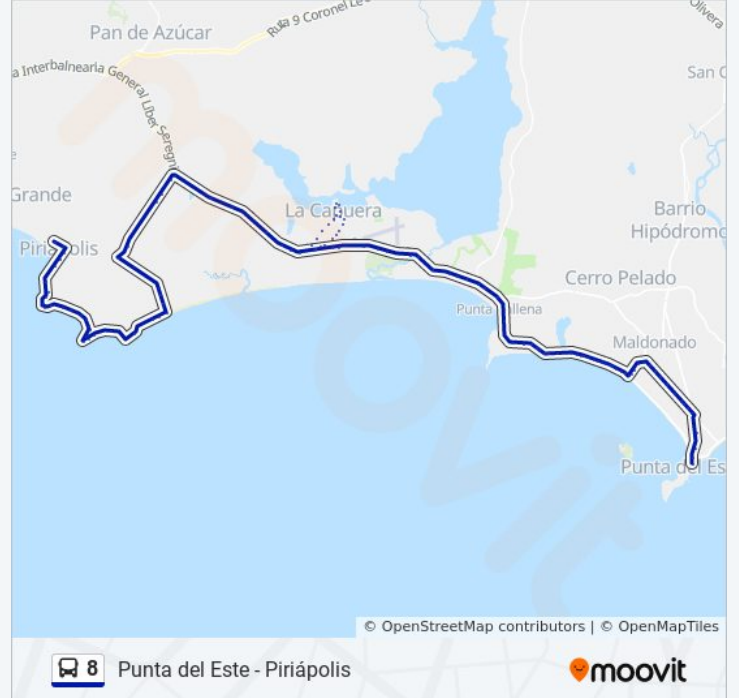 Olivera
Ruta 9 Coronel Le
Pan de Azúcar
a Interbalnearia General Líber Seregni
San C
e
Grande
La Capuera
Barrio
Hipódromo
Piriápolis
Cerro Pelado
Punta Ballena
Maldonado
Punta del Es
moovit
© OpenStreetMap contributors | © OpenMapTiles
8 Punta del Este - Piriápolis
moovit